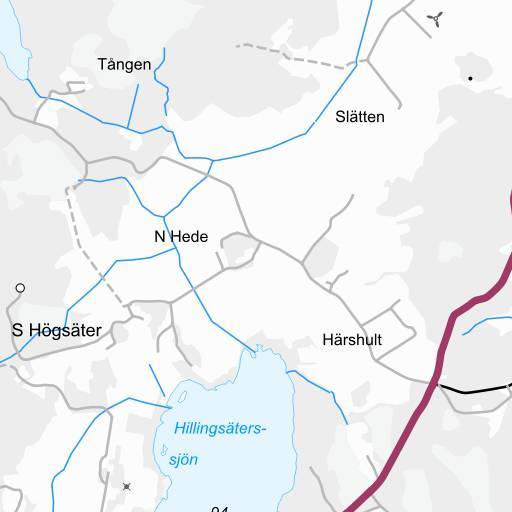 Tången
Slätten
N Hede
S Högsäter
Härshult
Hillingsäters-
sjön